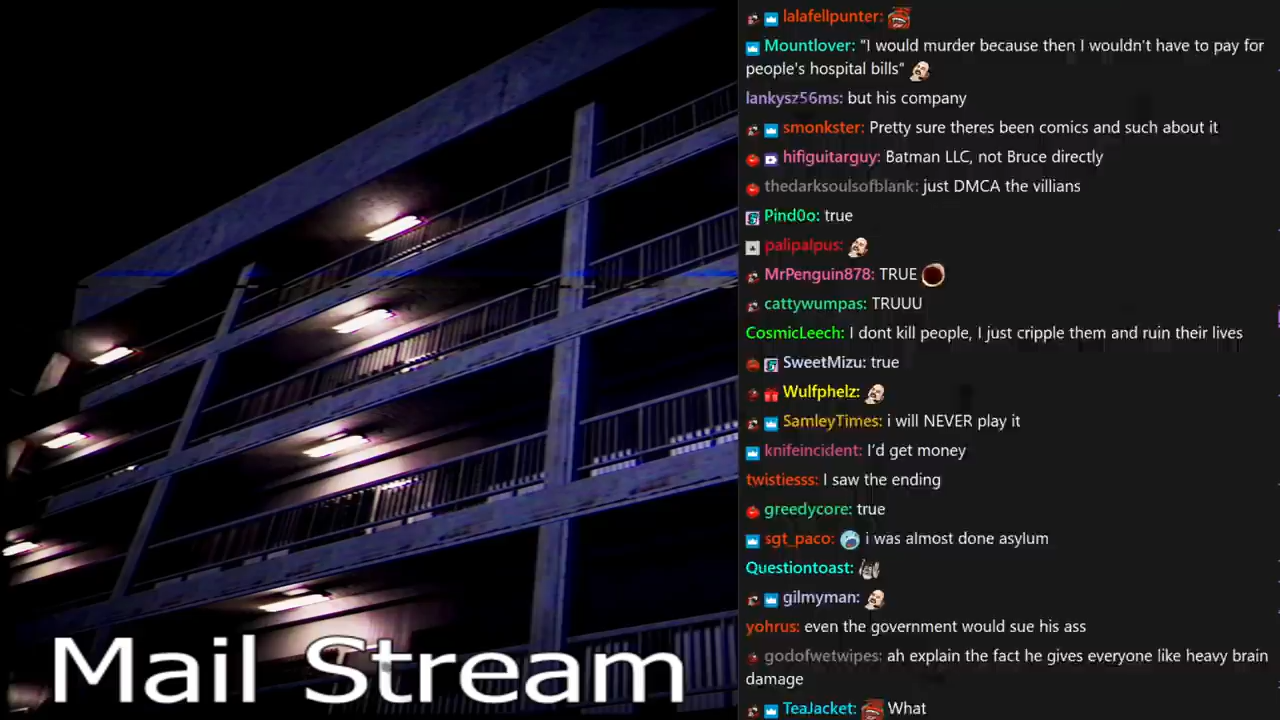 lalafellpunter:
Mountlover: "I would murder because then I wouldn't have to pay for
people's hospital bills"
lankysz56ms: but his company
smonkster: Pretty sure theres been comics and such about it
hifiguitarguy: Batman LLC, not Bruce directly
thedarksoulsofblank: just DMCA the villians
Pind0o: true
palipalpus:
MrPenguin878: TRUE
cattywumpas: TRUUU
CosmicLeech: I dont kill people, I just cripple them and ruin their lives
SweetMizu: true
Wulfphelz:
SamleyTimes: i will NEVER play it
knifeincident: I'd get money
twistiesss: I saw the ending
greedycore: true
sgt_paco: i was almost done asylum
Questiontoast:
gilmyman:
yohrus: even the government would sue his ass
godofwetwipes: ah explain the fact he gives everyone like heavy brain
damage
TeaJacket: What
Mail Stream